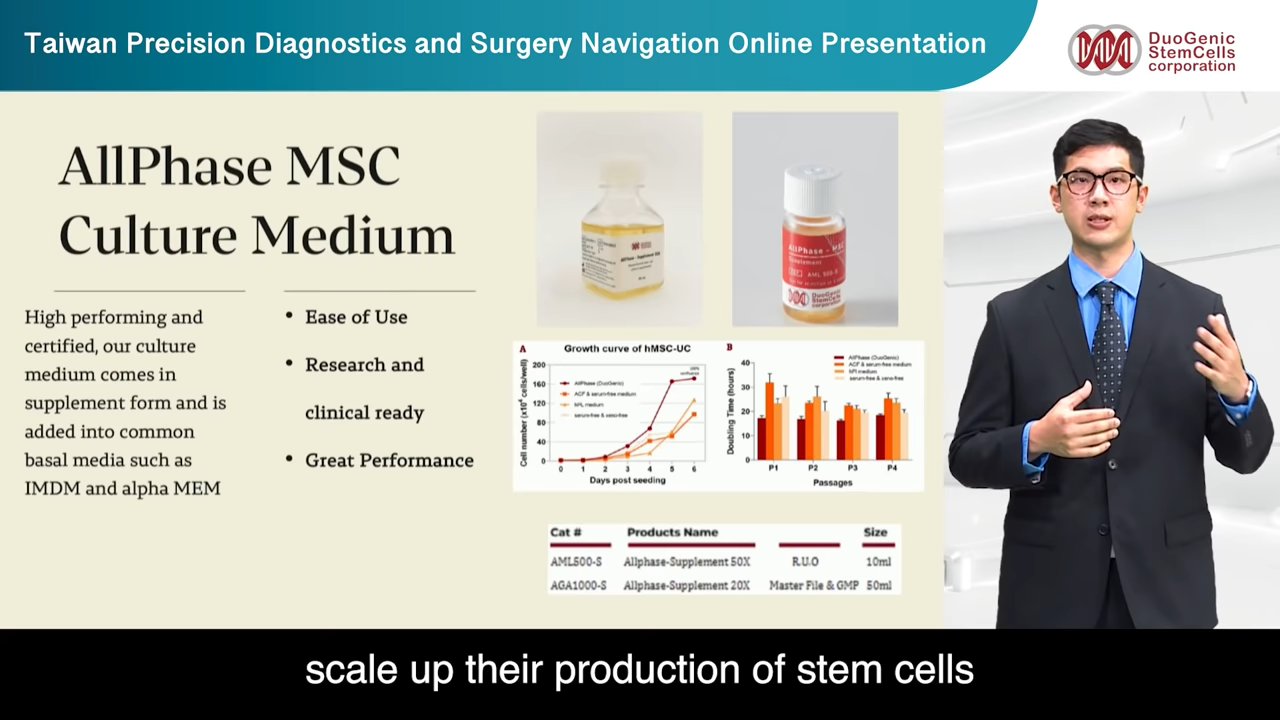 Taiwan Precision Diagnostics and Surgery Navigation Online Presentation
DuoGenic
StemCells
corporation
AllPhase MSC
Culture Medium
High performing and
certified, our culture
medium comes in
supplement form and is
added into common
basal media such as
IMDM and alpha MEM
• Ease of Use
• Research and
clinical ready
• Great Performance
AllPhase - MSC
Supplement
AML 500-S
DuoGenic
StemCells
corporation
A
Growth curve of hMSC-UC
Cell number (x10⁴ cells/well)
200
160
120
80
40
0
AllPhase (DuoGenic)
ACF & serum-free medium
hPL medium
serum-free & xeno-free
100%
confluence
0 1 2 3 4 5 6
Days post seeding
B
Doubling Time (hours)
40
30
20
10
0
AllPhase (DuoGenic)
ACF & serum-free medium
hPL medium
serum-free & xeno-free
P1 P2 P3 P4
Passages
Cat # Products Name Size
AML500-S Allphase-Supplement 50X R.U.O 10ml
AGA1000-S Allphase-Supplement 20X Master File & GMP 50ml
scale up their production of stem cells